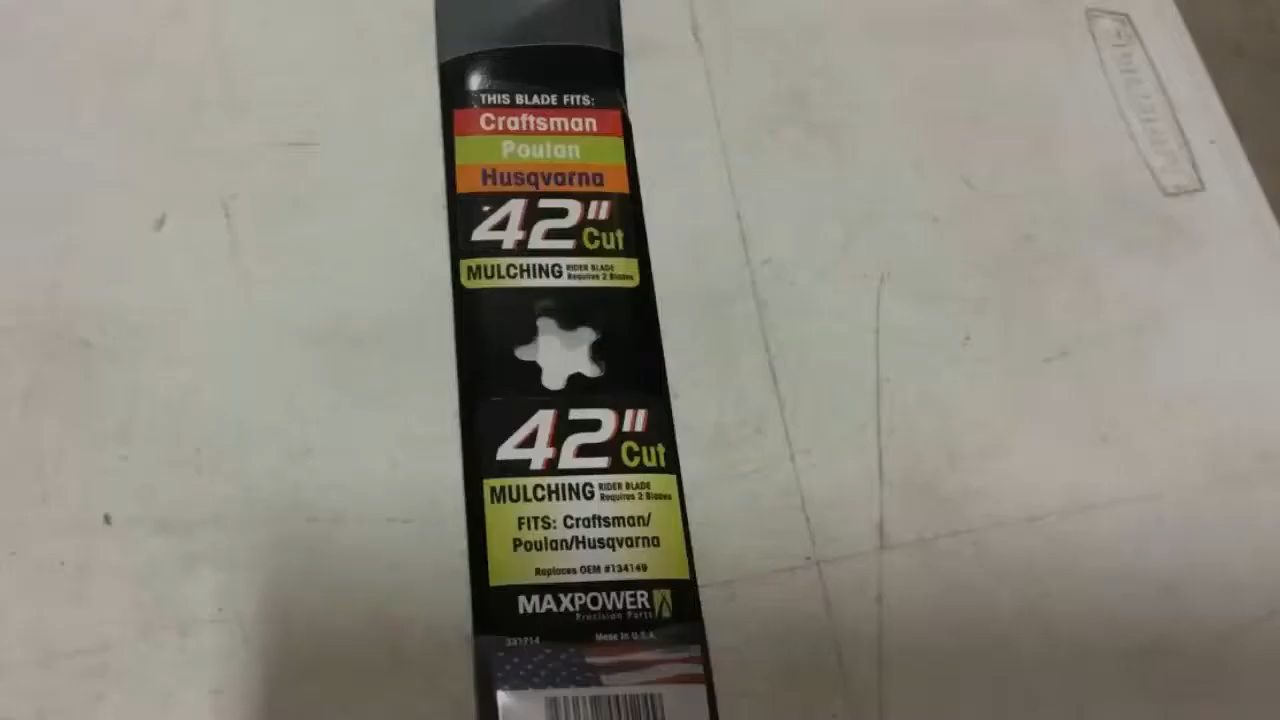 THIS BLADE FITS:
Craftsman
Poulan
Husqvarna
42"
Cut
MULCHING RIDER BLADE
Requires 2 Blades
42"
Cut
MULCHING RIDER BLADE
Requires 2 Blades
FITS: Craftsman/
Poulan/Husqvarna
Replaces OEM #134149
MAXPOWER
Precision Parts
331714 Made in U.S.A.